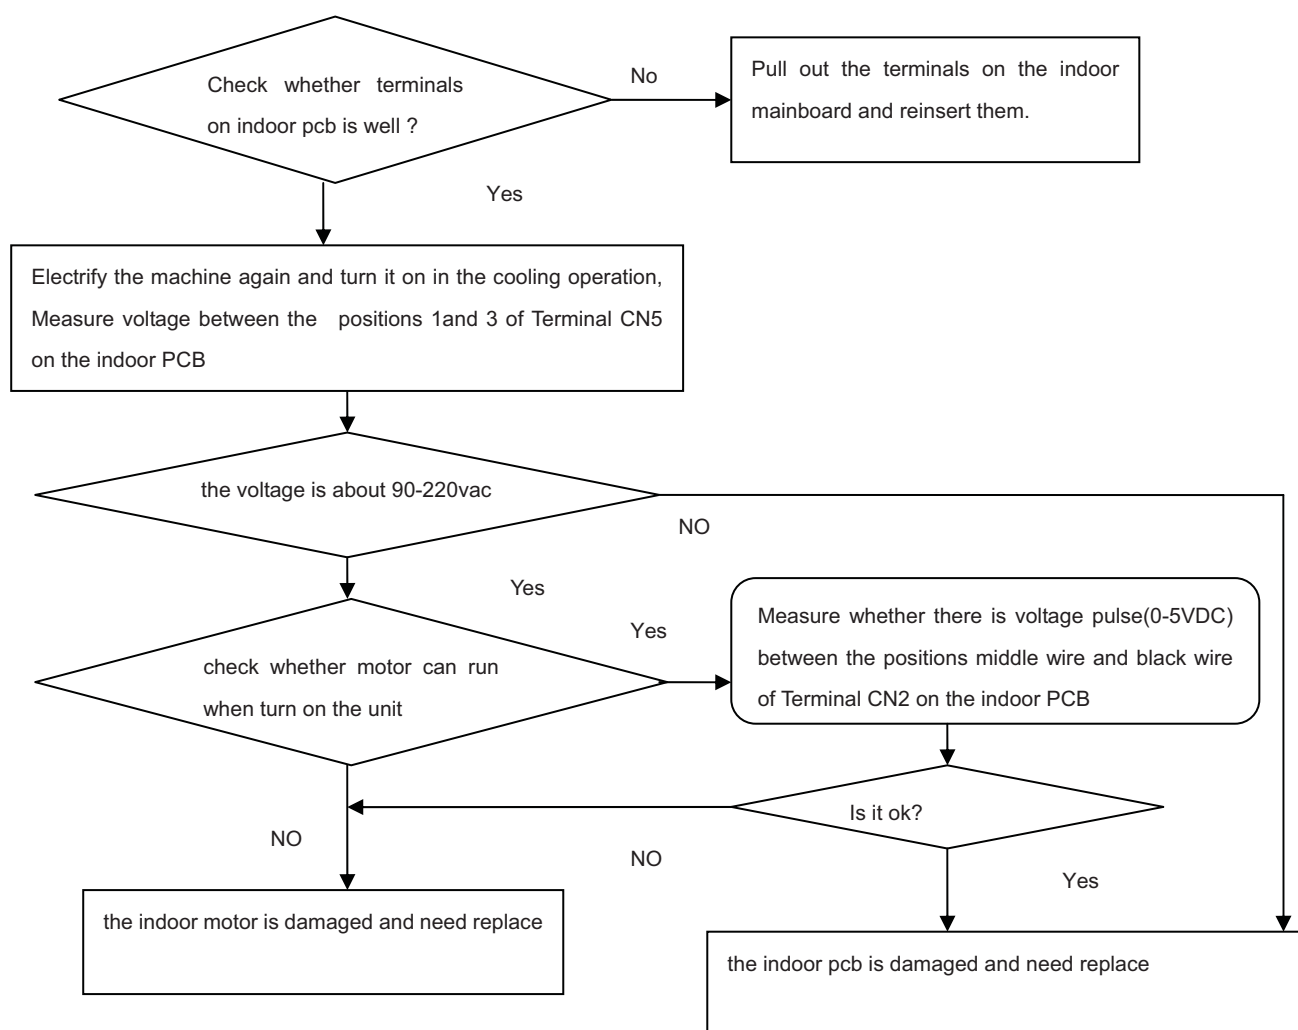 Check whether terminals
on indoor pcb is well ?
No
Pull out the terminals on the indoor
mainboard and reinsert them.
Yes
Electrify the machine again and turn it on in the cooling operation,
Measure voltage between the positions 1and 3 of Terminal CN5
on the indoor PCB
the voltage is about 90-220vac
NO
Yes
check whether motor can run
when turn on the unit
Yes
Measure whether there is voltage pulse(0-5VDC)
between the positions middle wire and black wire
of Terminal CN2 on the indoor PCB
Is it ok?
NO
NO
Yes
the indoor motor is damaged and need replace
the indoor pcb is damaged and need replace